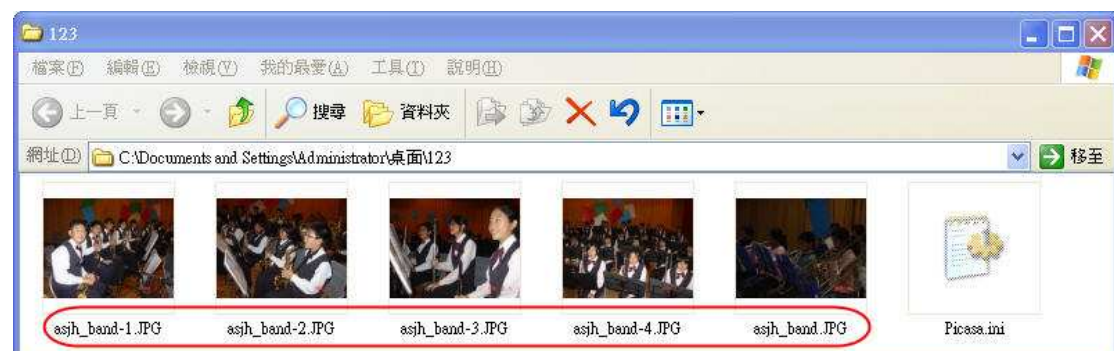 123
檔案(F) 編輯(E) 檢視(V) 我的最愛(A) 工具(T) 說明(H)
上一頁 搜尋 資料夾
網址(D) C:\Documents and Settings\Administrator\桌面\123 移至
asjh_band-1.JPG asjh_band-2.JPG asjh_band-3.JPG asjh_band-4.JPG asjh_band.JPG Picasa.ini